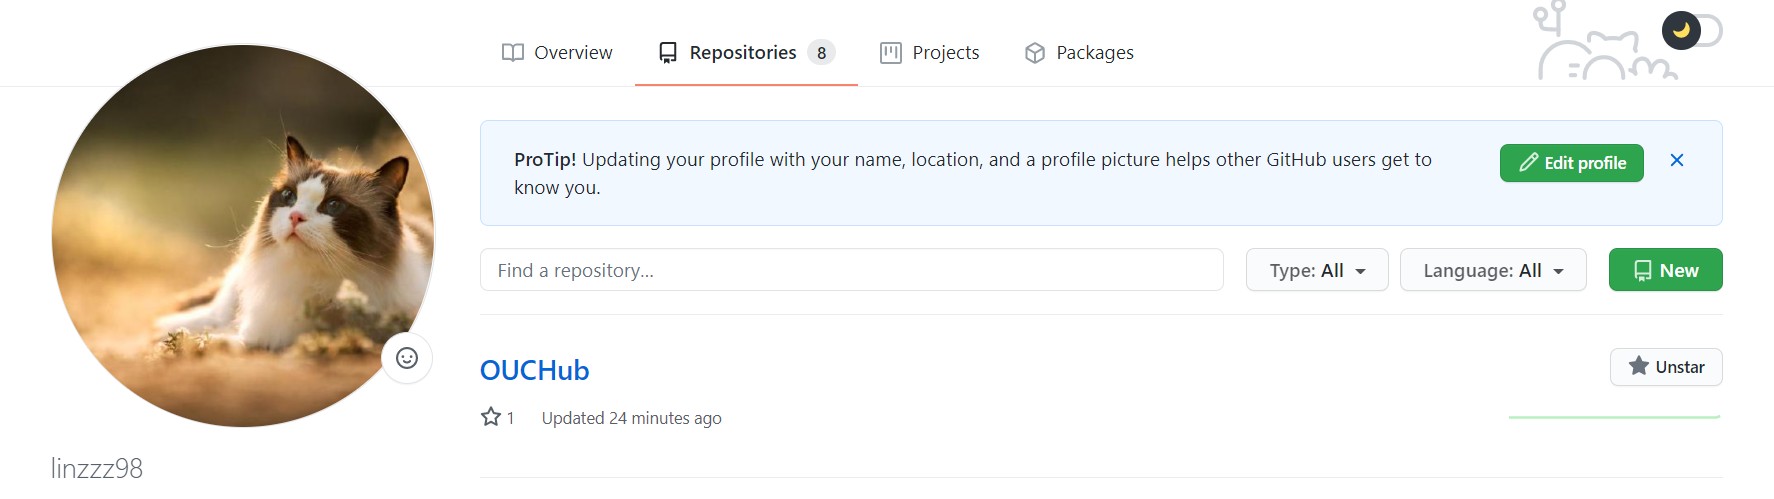 Overview Repositories 8 Projects Packages
ProTip! Updating your profile with your name, location, and a profile picture helps other GitHub users get to
know you.
Edit profile
Find a repository...
Type: All
Language: All
New
OUCHub
Unstar
1 Updated 24 minutes ago
linzzz98